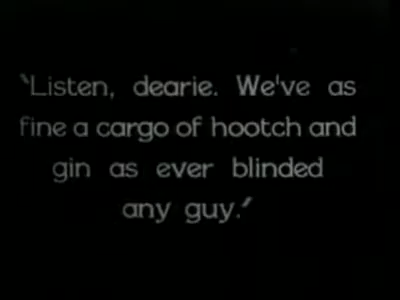 "Listen, dearie. We've as
fine a cargo of hootch and
gin as ever blinded
any guy."